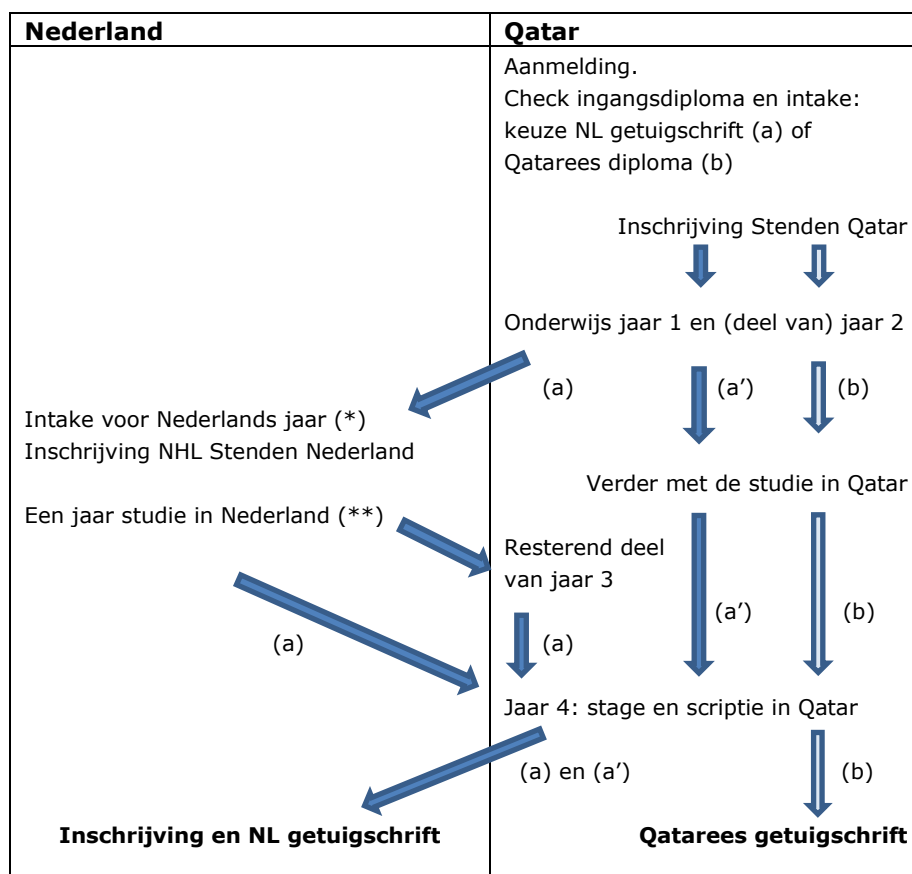 Nederland
Qatar
Aanmelding.
Check ingangsdiploma en intake:
keuze NL getuigschrift (a) of
Qatarees diploma (b)
Inschrijving Stenden Qatar
Onderwijs jaar 1 en (deel van) jaar 2
(a)
(a’)
(b)
Intake voor Nederlands jaar (*)
Inschrijving NHL Stenden Nederland
Verder met de studie in Qatar
Een jaar studie in Nederland (**)
Resterend deel
van jaar 3
(a)
(a)
(a’)
(b)
Jaar 4: stage en scriptie in Qatar
(a) en (a’)
(b)
Inschrijving en NL getuigschrift
Qatarees getuigschrift